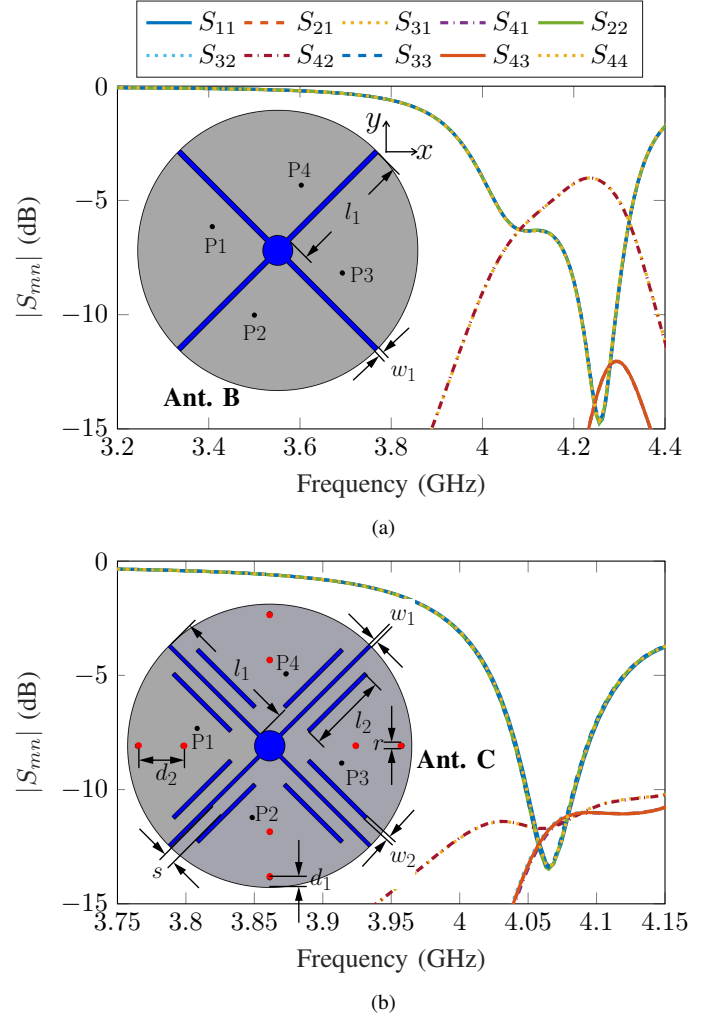 S11 S21 S31 S41 S22
S32 S42 S33 S43 S44
0
−5
−10
−15
|Smn| (dB)
y
x
P4
l1
P1
P3
P2
w1
Ant. B
3.2 3.4 3.6 3.8 4 4.2 4.4
Frequency (GHz)
(a)
0
−5
−10
−15
|Smn| (dB)
w1
l1
P4
l2
P1
r
Ant. C
d2
P3
P2
w2
s
d1
3.75 3.8 3.85 3.9 3.95 4 4.05 4.1 4.15
Frequency (GHz)
(b)